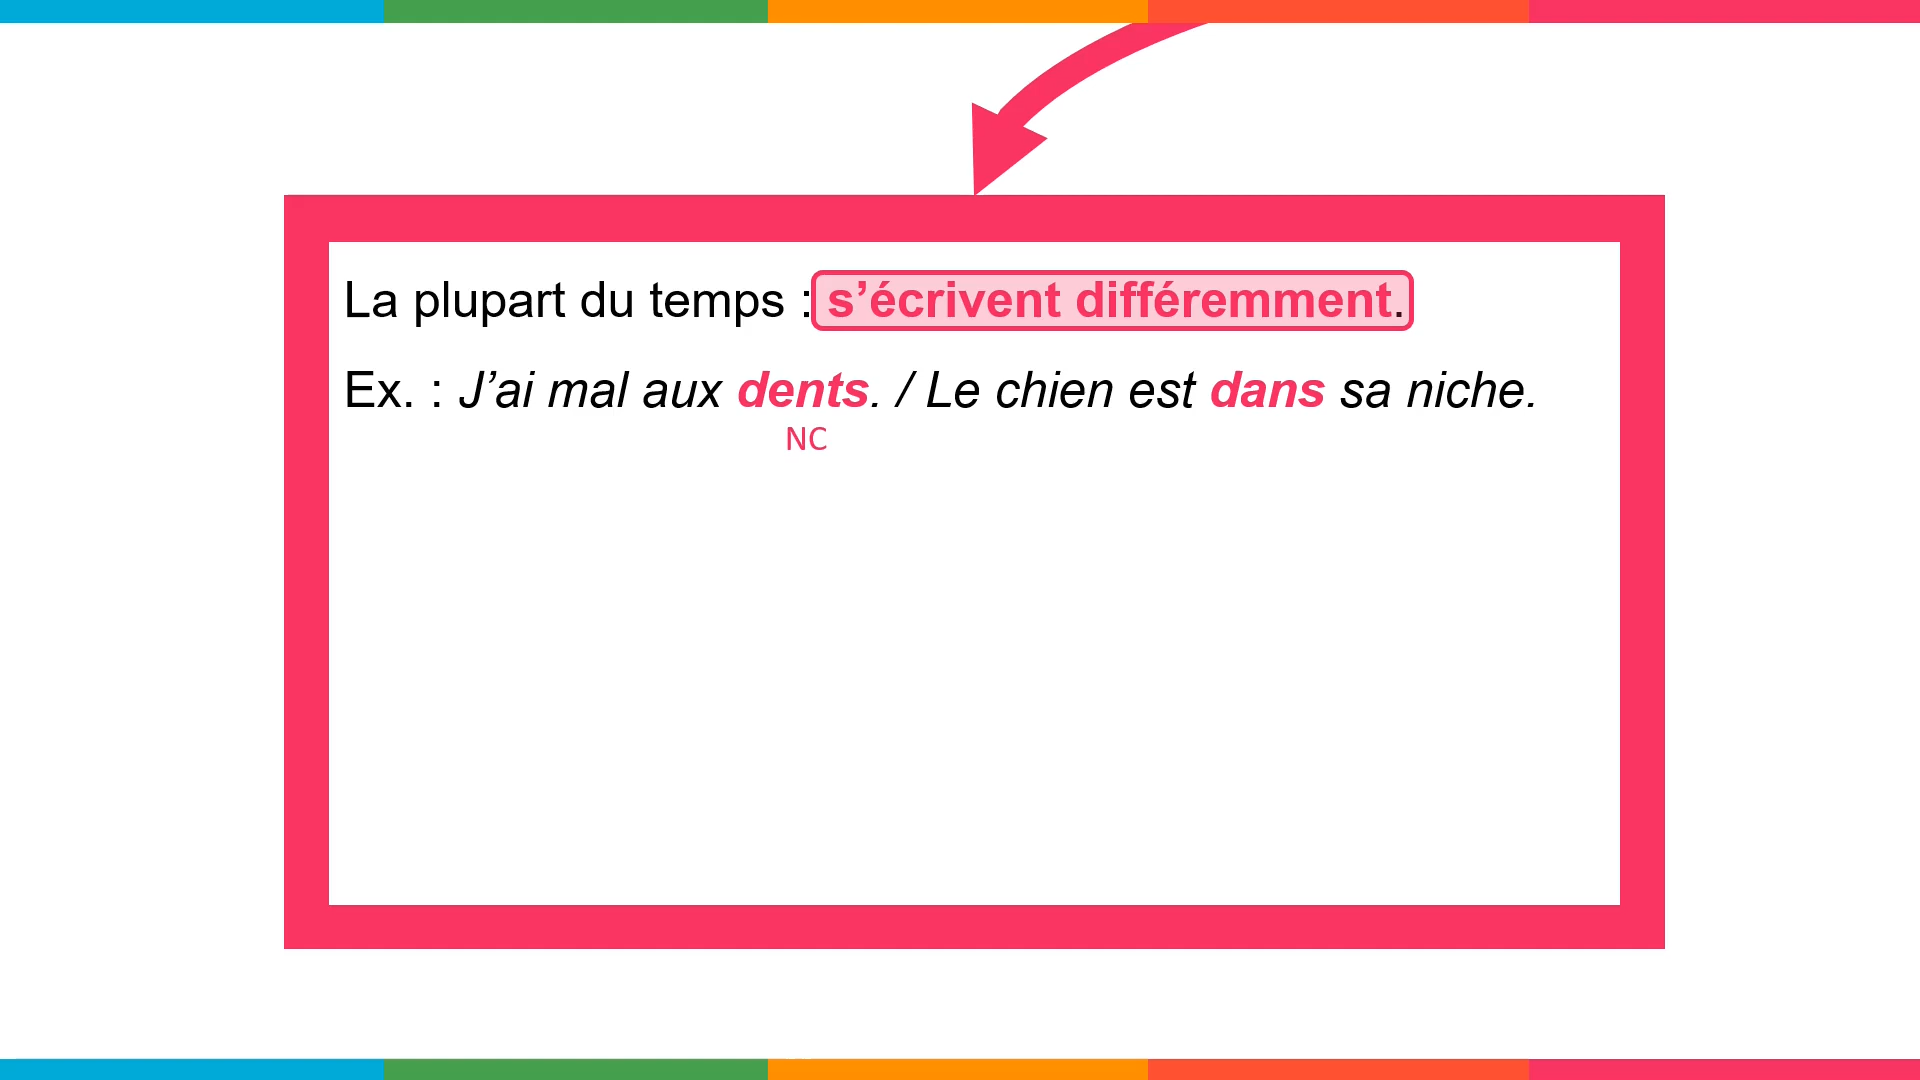 La plupart du temps : s’écrivent différemment.
Ex. : J’ai mal aux dents. / Le chien est dans sa niche.
NC